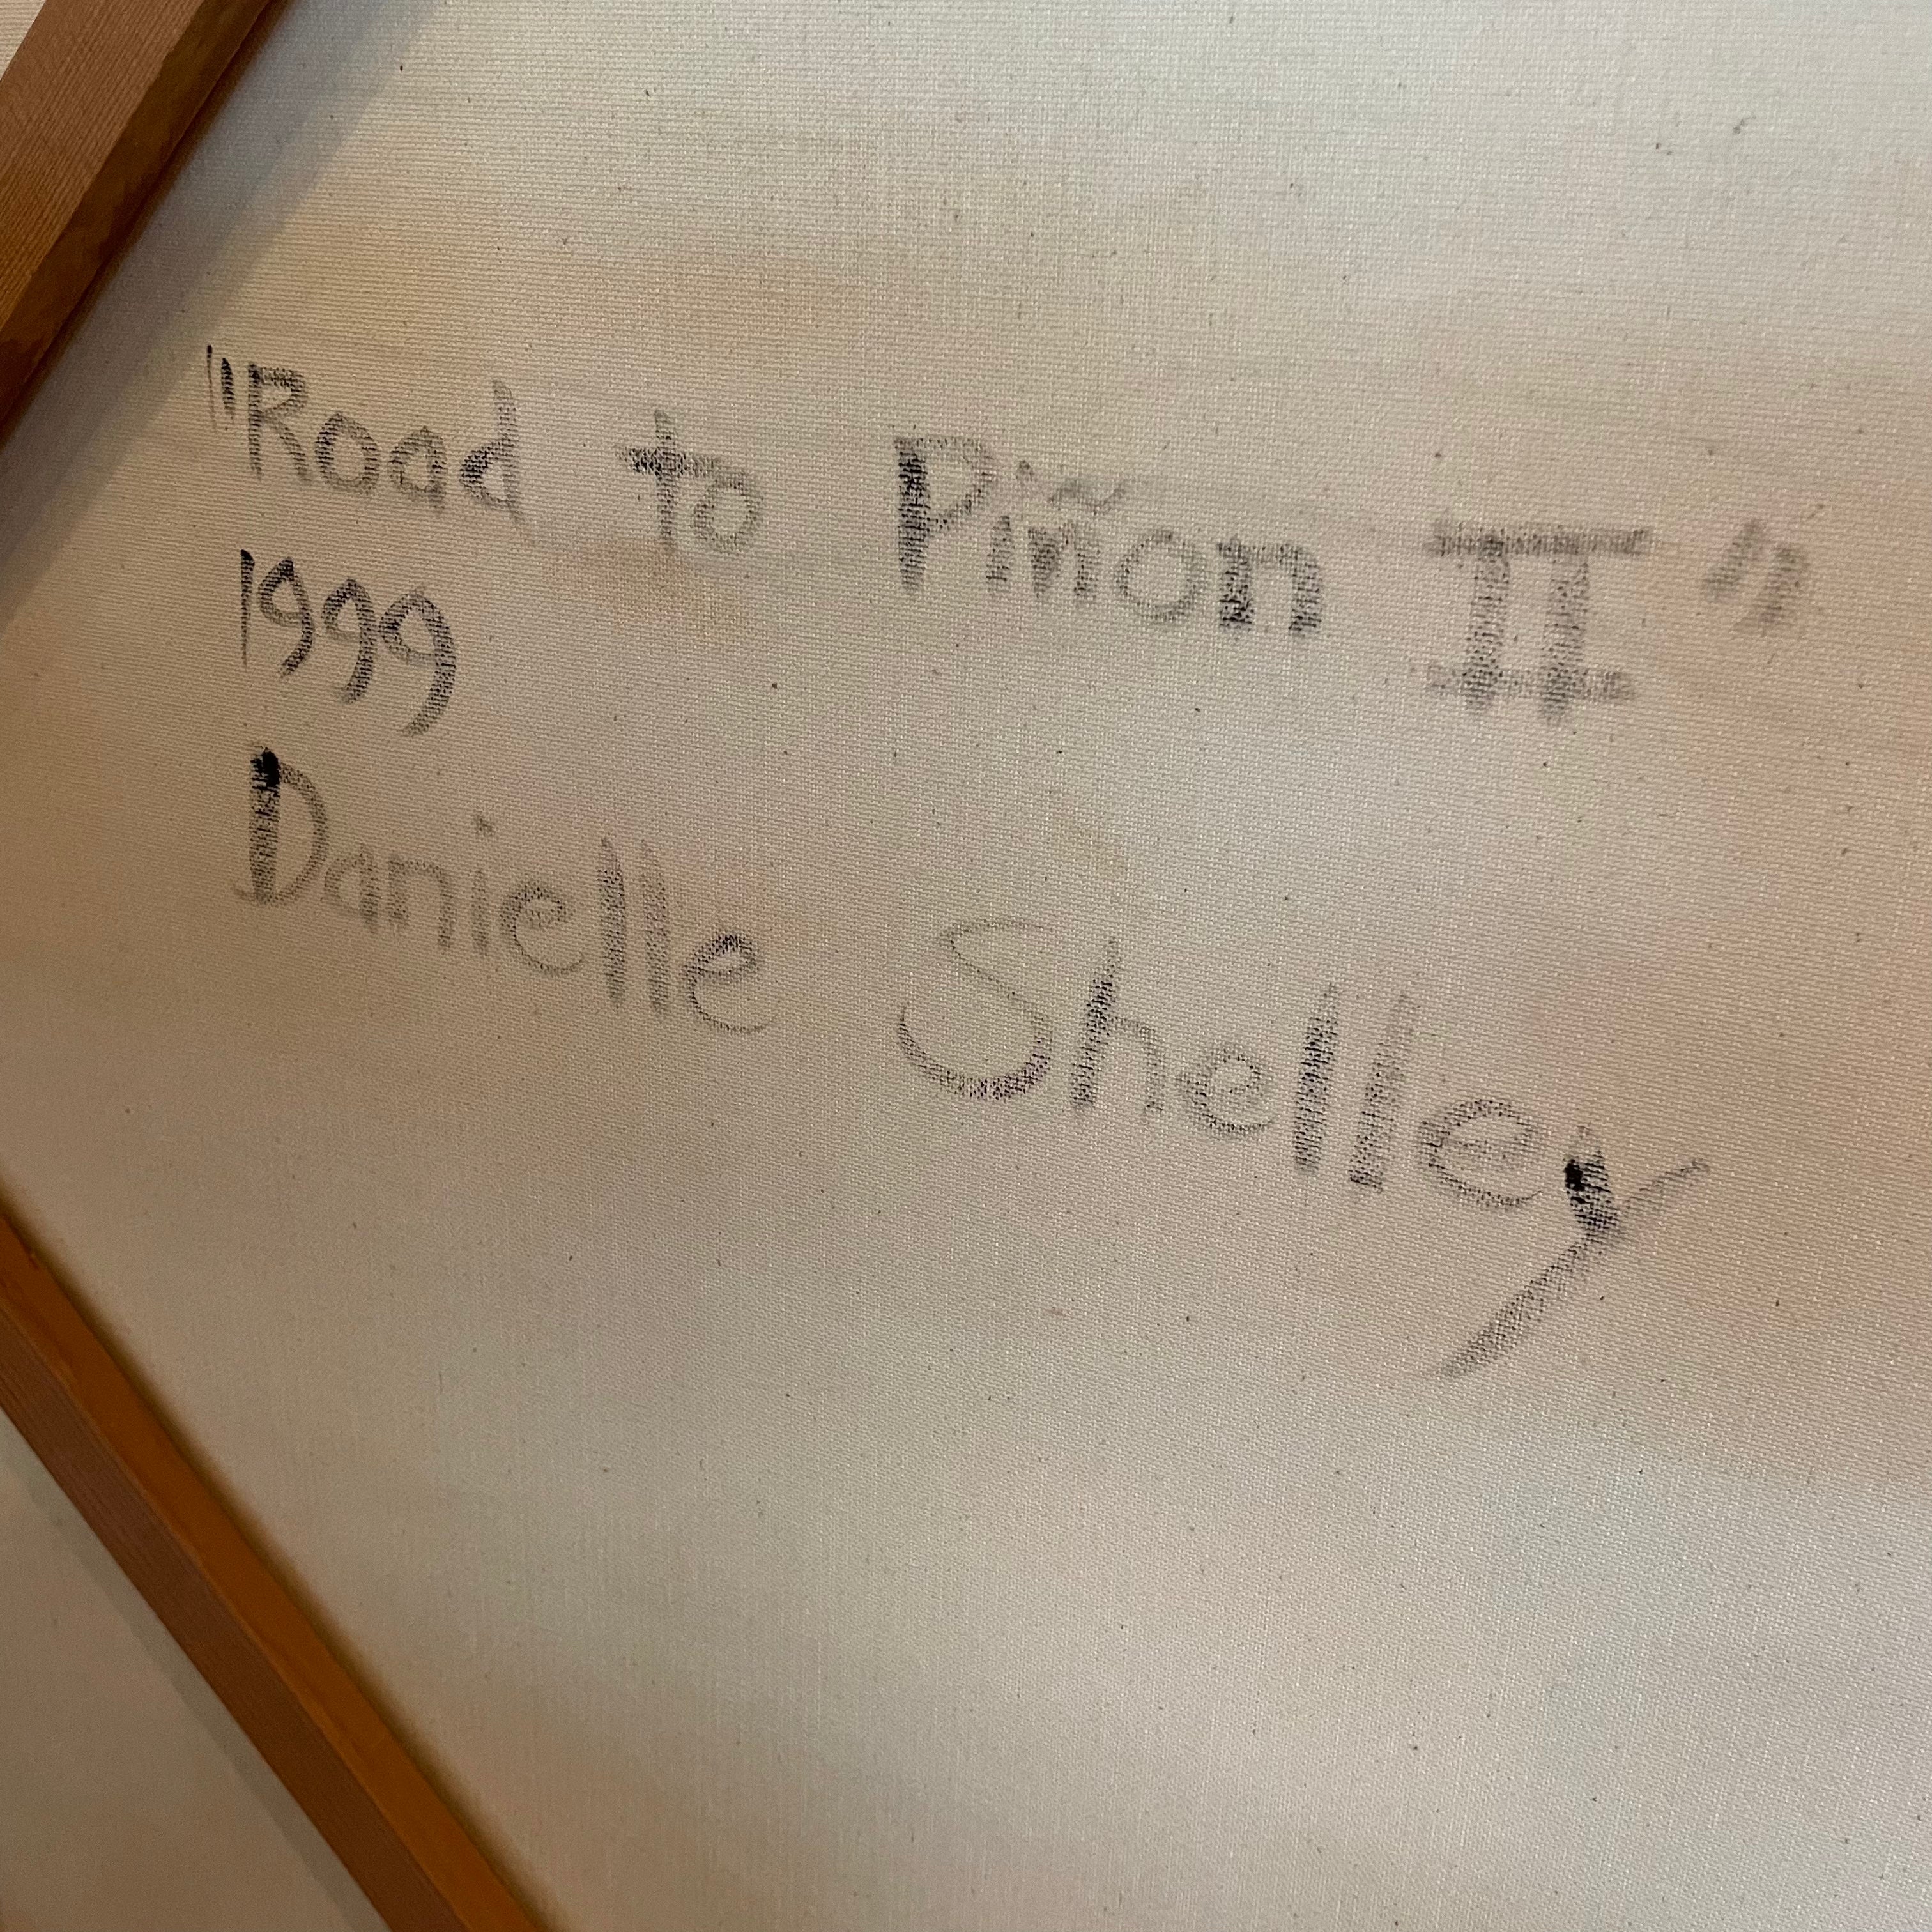 "Road to Piñon II"
1999
Danielle Shelley